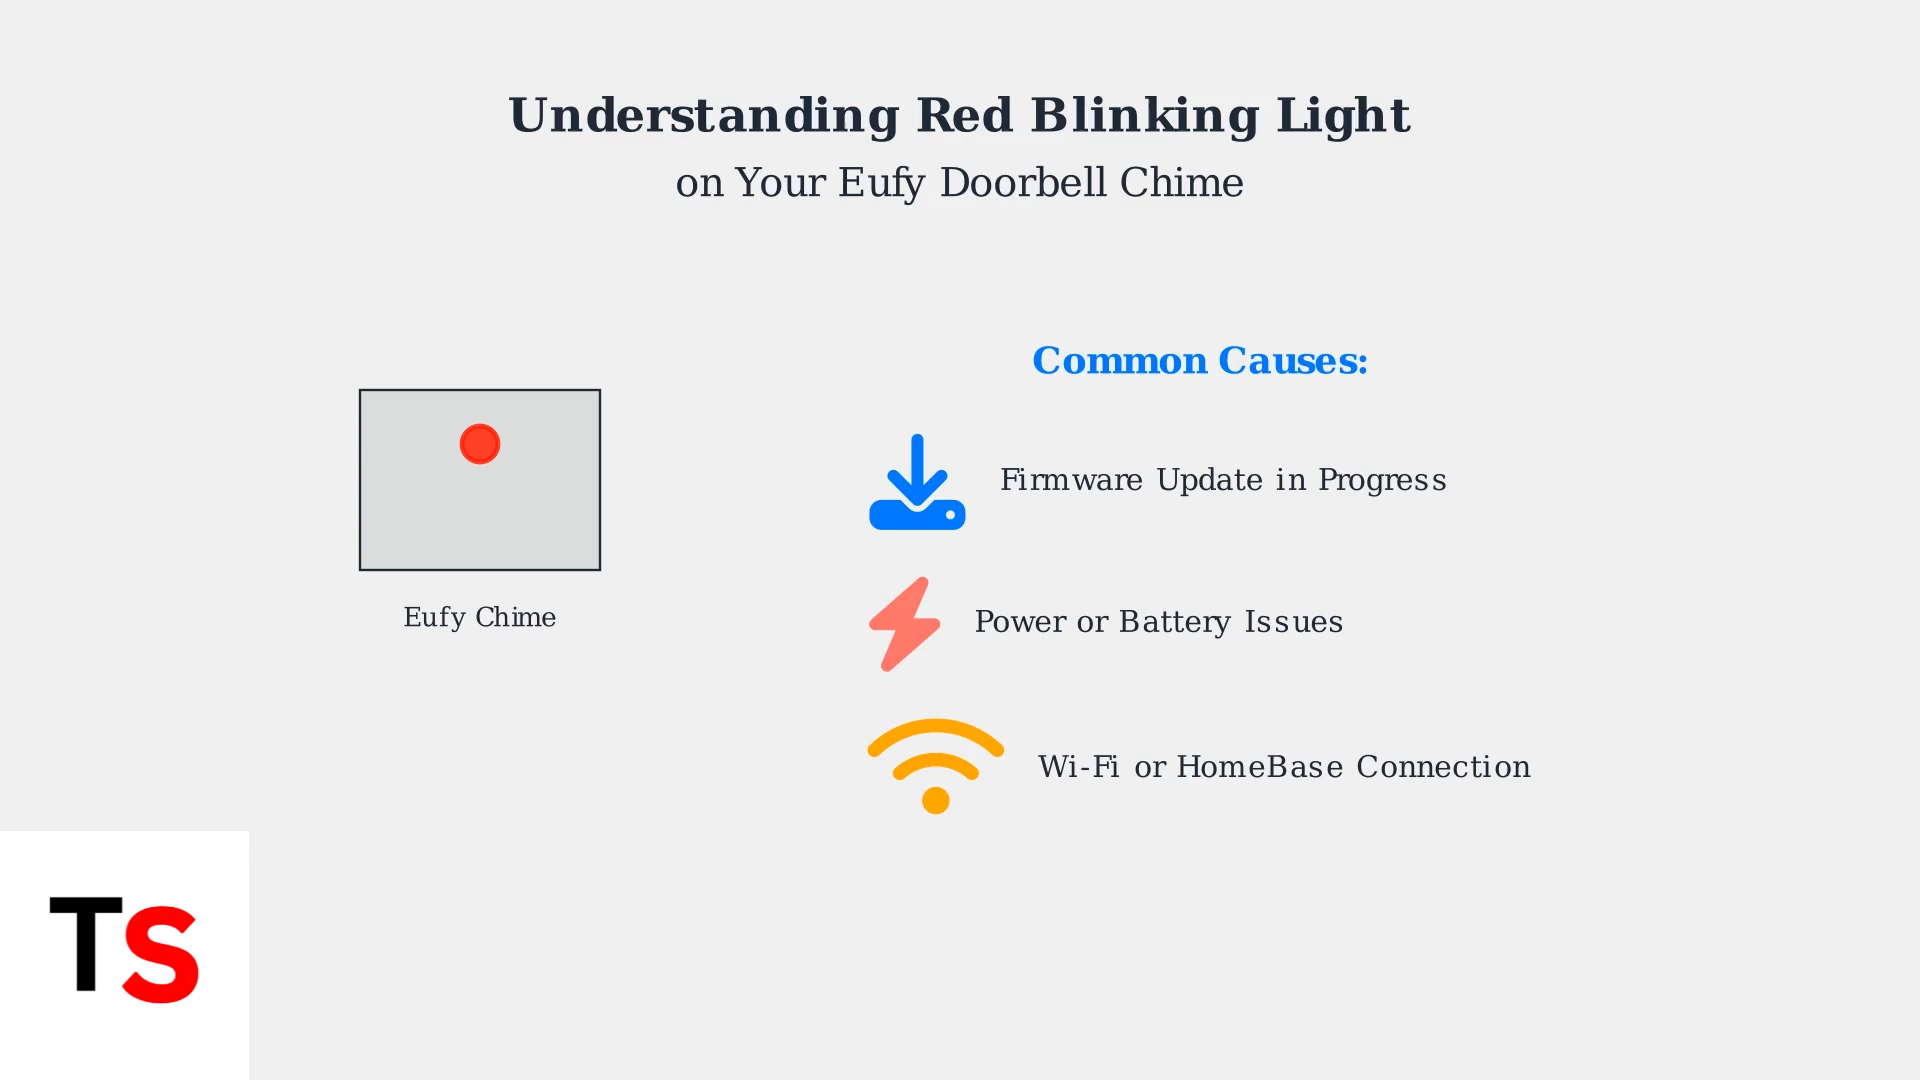 Understanding Red Blinking Light
on Your Eufy Doorbell Chime
Common Causes:
Firmware Update in Progress
Eufy Chime
Power or Battery Issues
Wi-Fi or HomeBase Connection
TS